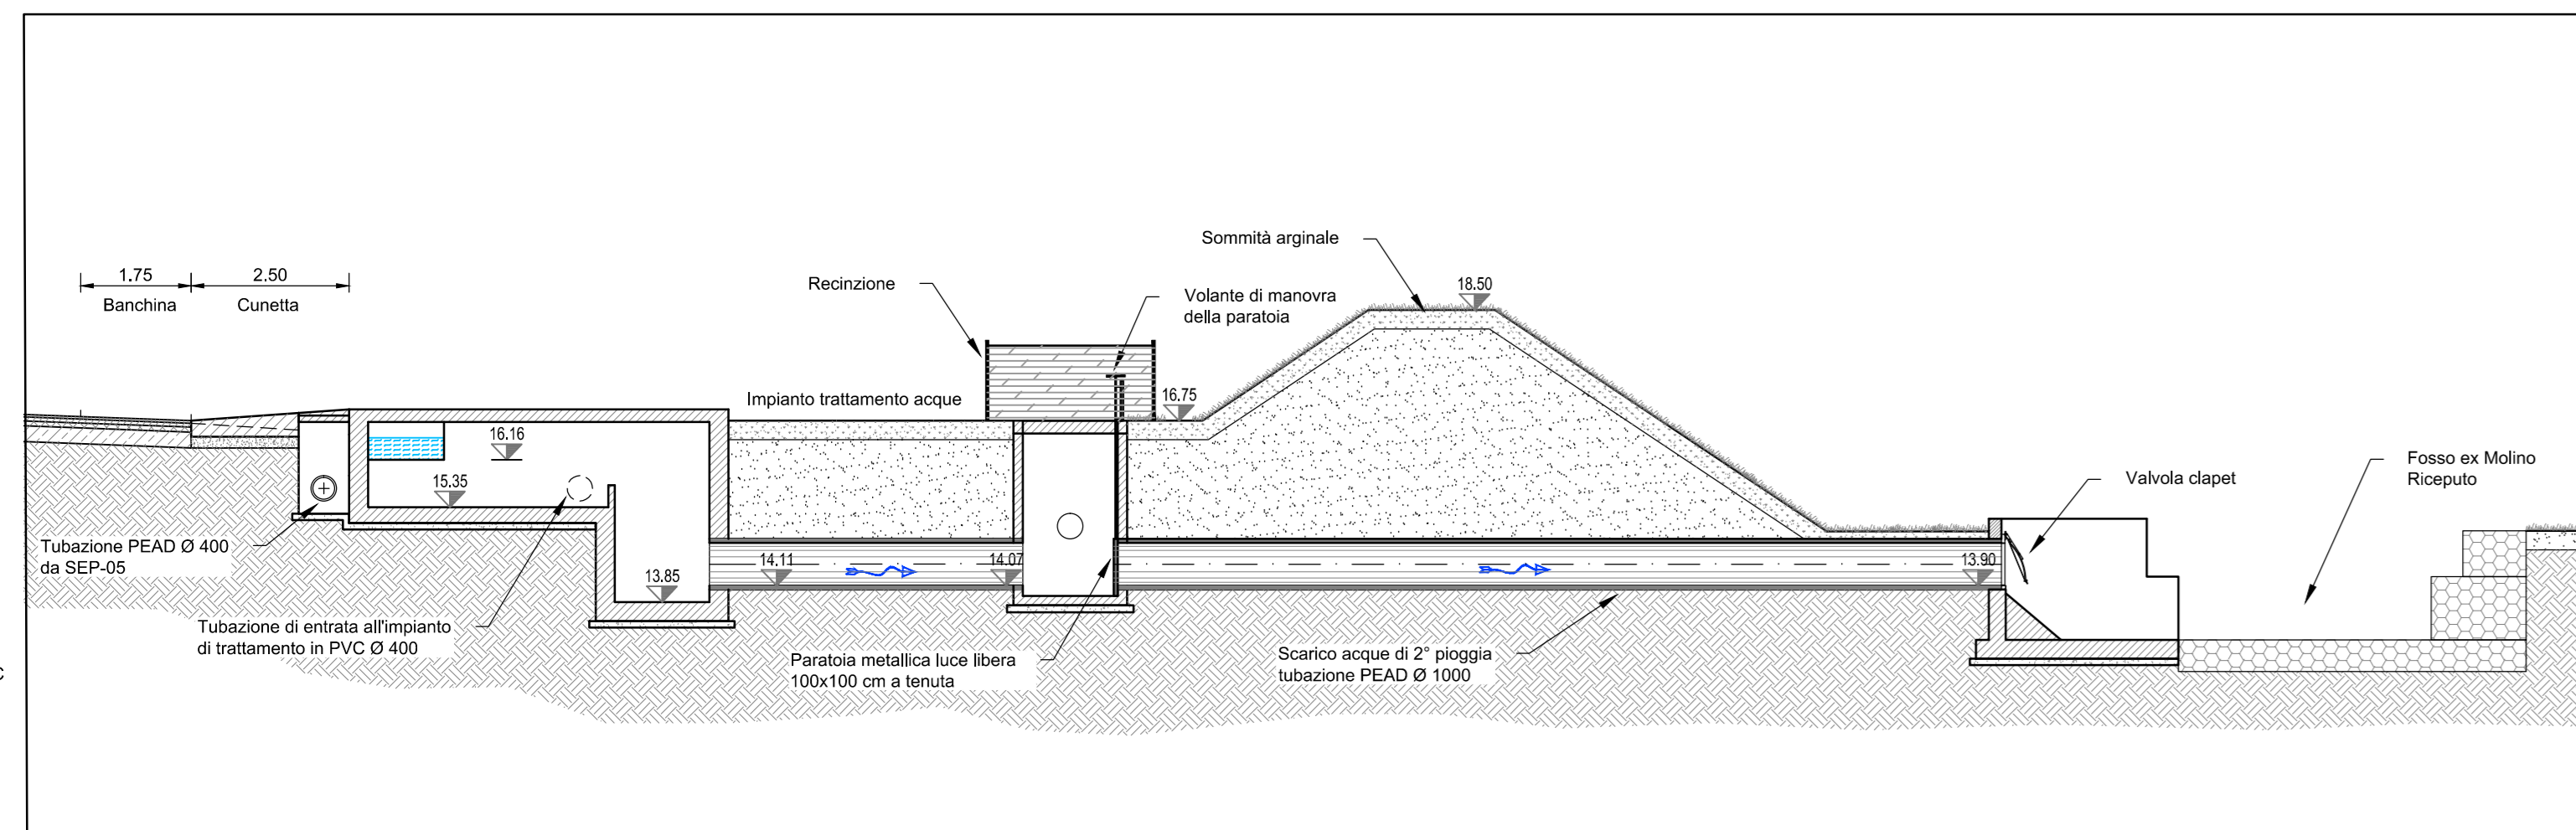 Sommità arginale
1.75
2.50
Banchina
Cunetta
Recinzione
Volante di manovra
della paratoia
18.50
Impianto trattamento acque
16.75
16.16
15.35
Valvola clapet
Fosso ex Molino
Riceputo
Tubazione PEAD Ø 400
da SEP-05
14.11
14.07
13.90
13.85
Tubazione di entrata all'impianto
di trattamento in PVC Ø 400
Paratoia metallica luce libera
100x100 cm a tenuta
Scarico acque di 2° pioggia
tubazione PEAD Ø 1000